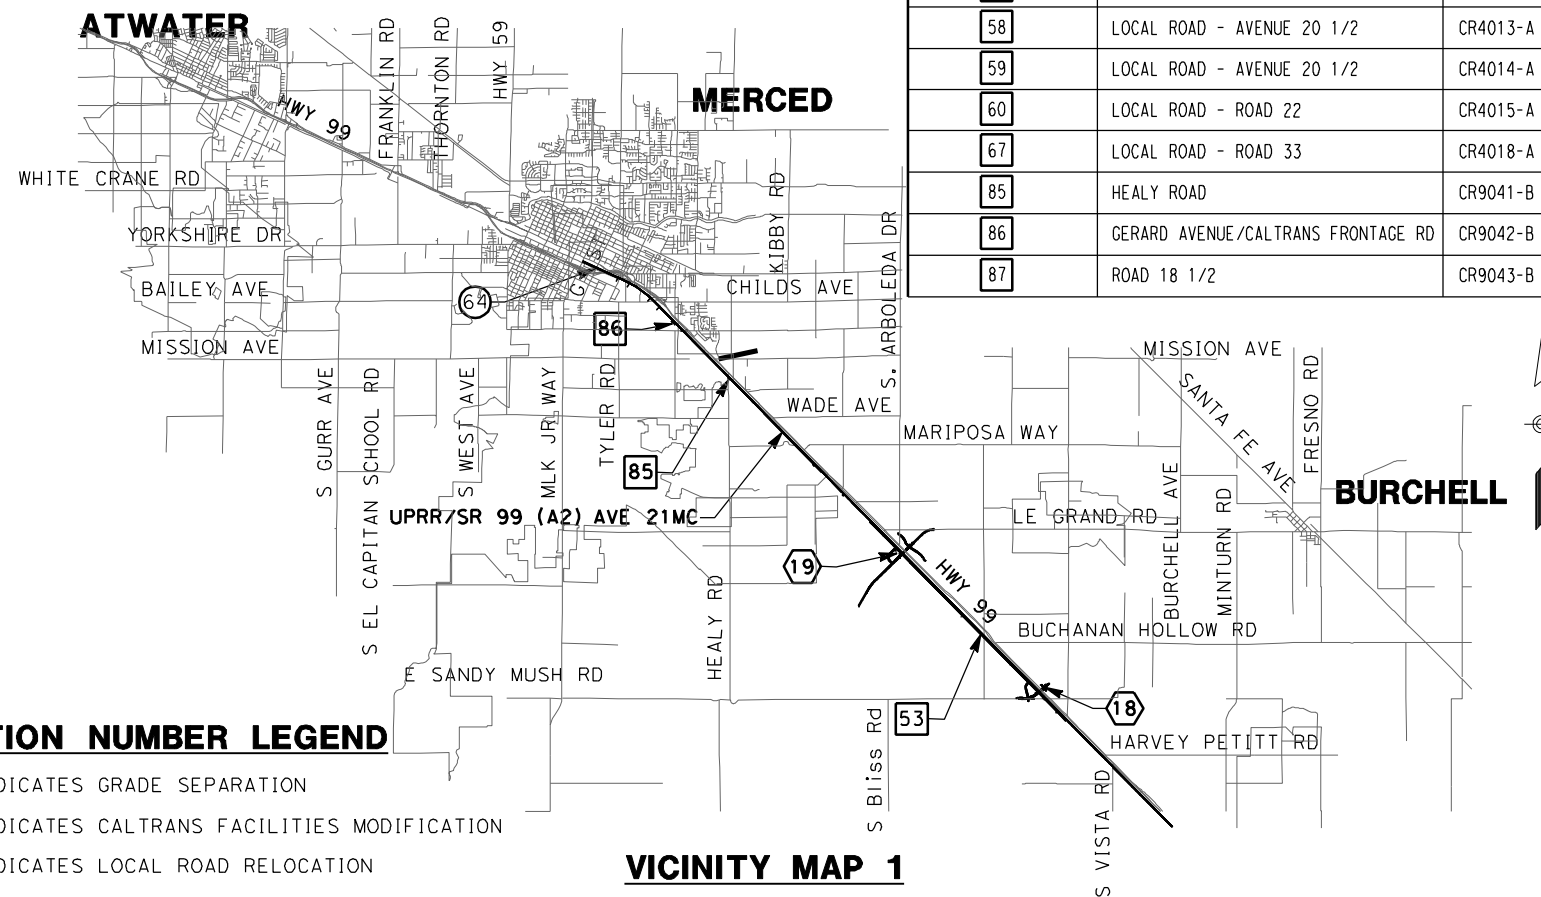 ATWATER
MERCED
BURCHELL
FRANKLIN RD
THORNTON RD
HWY 59
HWY 99
WHITE CRANE RD
YORKSHIRE DR
BAILEY AVE
MISSION AVE
KIBBY RD
S. ARBOLEDA DR
CHILDS AVE
64
86
58 LOCAL ROAD - AVENUE 20 1/2 CR4013-A
59 LOCAL ROAD - AVENUE 20 1/2 CR4014-A
60 LOCAL ROAD - ROAD 22 CR4015-A
67 LOCAL ROAD - ROAD 33 CR4018-A
85 HEALY ROAD CR9041-B
86 GERARD AVENUE/CALTRANS FRONTAGE RD CR9042-B
87 ROAD 18 1/2 CR9043-B
MISSION AVE
SANTA FE AVE
FRESNO RD
S GURR AVE
S EL CAPITAN SCHOOL RD
S WEST AVE
MLK JR WAY
TYLER RD
WADE AVE
MARIPOSA WAY
85
UPRR/SR 99 (A2) AVE 21MC
LE GRAND RD
BURCHELL AVE
MINTURN RD
19
HWY 99
HEALY RD
BUCHANAN HOLLOW RD
E SANDY MUSH RD
53
18
S Bliss Rd
HARVEY PETITT RD
S VISTA RD
TION NUMBER LEGEND
DICATES GRADE SEPARATION
DICATES CALTRANS FACILITIES MODIFICATION
DICATES LOCAL ROAD RELOCATION
VICINITY MAP 1